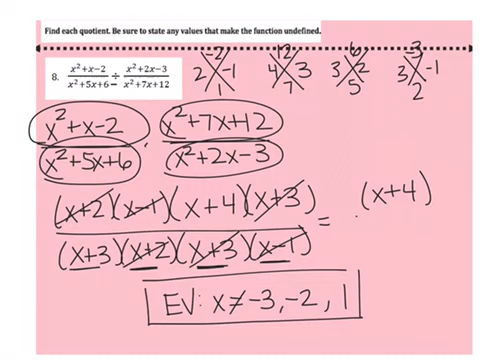 Find each quotient. Be sure to state any values that make the function undefined.
8. (x²+x−2)/(x²+5x+6) ÷ (x²+2x−3)/(x²+7x+12)
-2 12 6 -3
2 -1 4 3 3 2 3 -1
1 7 5 2
x²+x-2 x²+7x+12
x²+5x+6 · x²+2x-3
(x+2)(x-1)(x+4)(x+3) = (x+4)
(x+3)(x+2)(x+3)(x-1)
EV: x≠-3,-2, 1